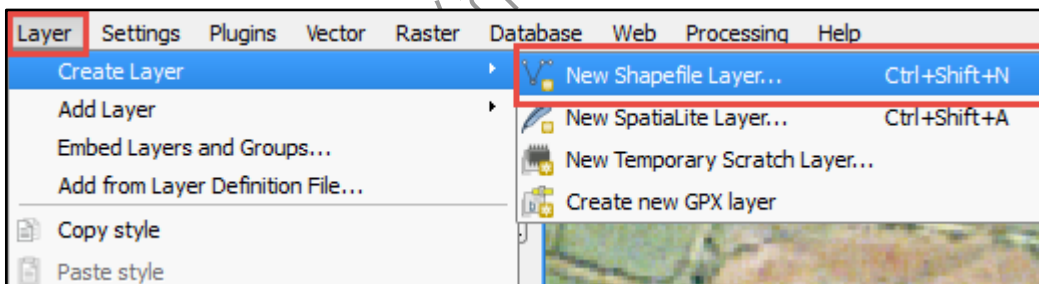 Layer Settings Plugins Vector Raster Database Web Processing Help
Create Layer
Add Layer
Embed Layers and Groups...
Add from Layer Definition File...
Copy style
Paste style
New Shapefile Layer... Ctrl+Shift+N
New SpatiaLite Layer... Ctrl+Shift+A
New Temporary Scratch Layer...
Create new GPX layer